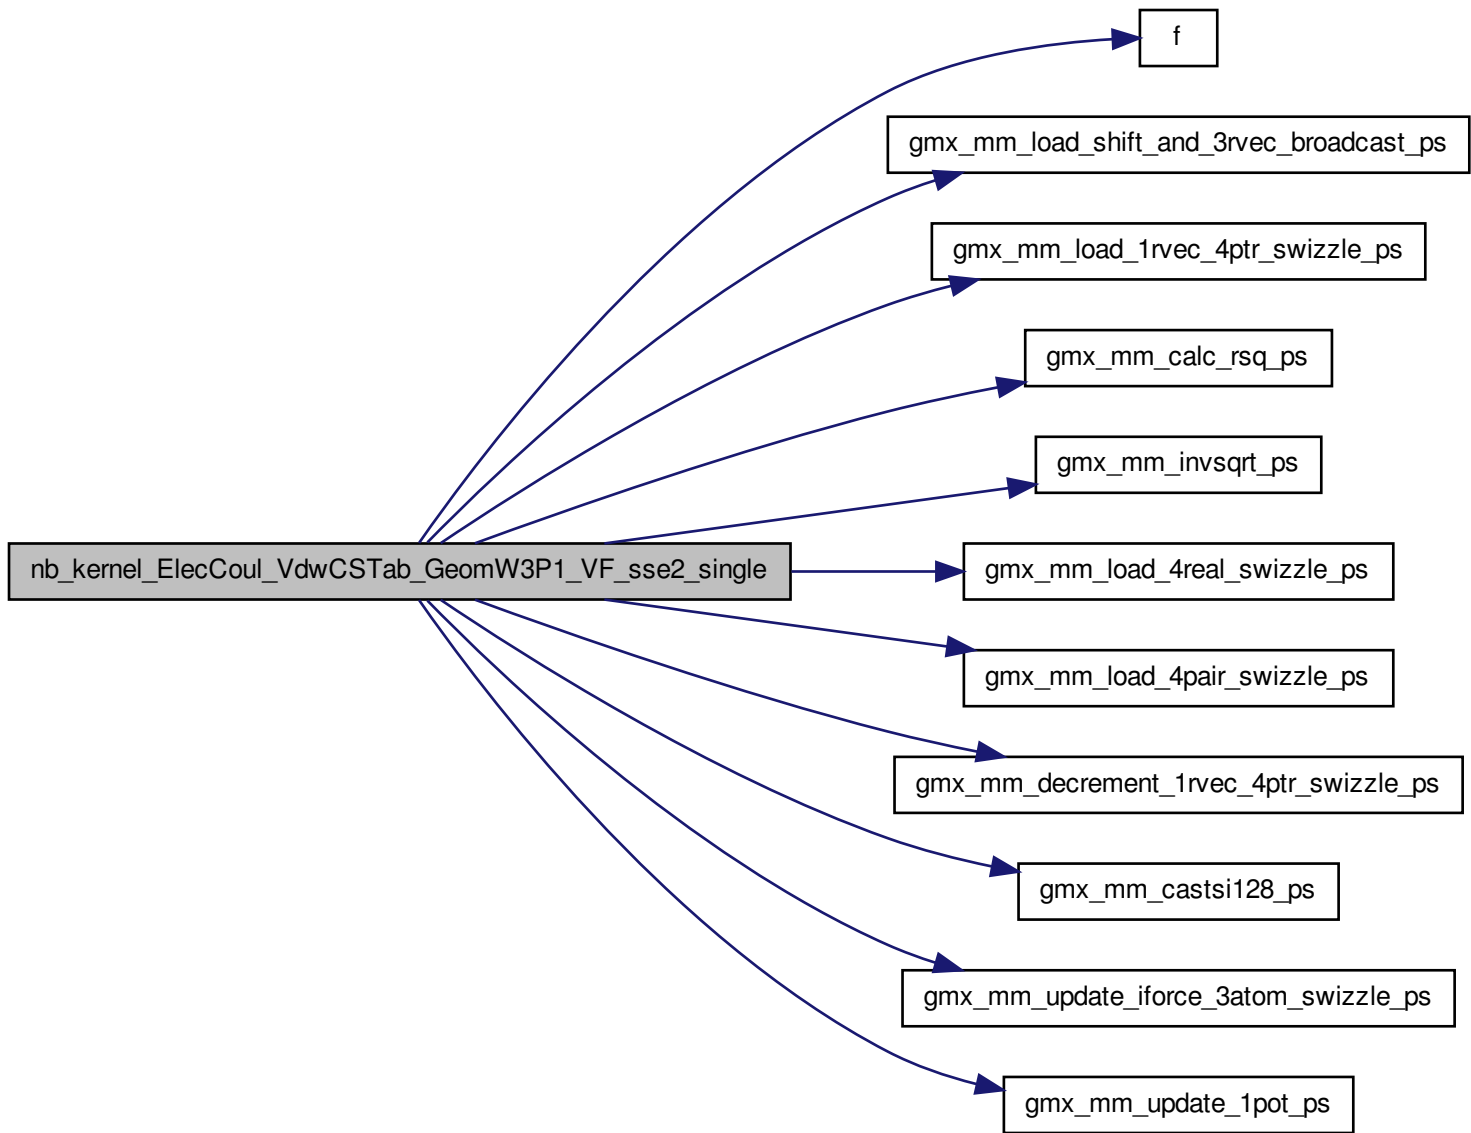 f
gmx_mm_load_shift_and_3rvec_broadcast_ps
gmx_mm_load_1rvec_4ptr_swizzle_ps
gmx_mm_calc_rsq_ps
gmx_mm_invsqrt_ps
nb_kernel_ElecCoul_VdwCSTab_GeomW3P1_VF_sse2_single
gmx_mm_load_4real_swizzle_ps
gmx_mm_load_4pair_swizzle_ps
gmx_mm_decrement_1rvec_4ptr_swizzle_ps
gmx_mm_castsi128_ps
gmx_mm_update_iforce_3atom_swizzle_ps
gmx_mm_update_1pot_ps